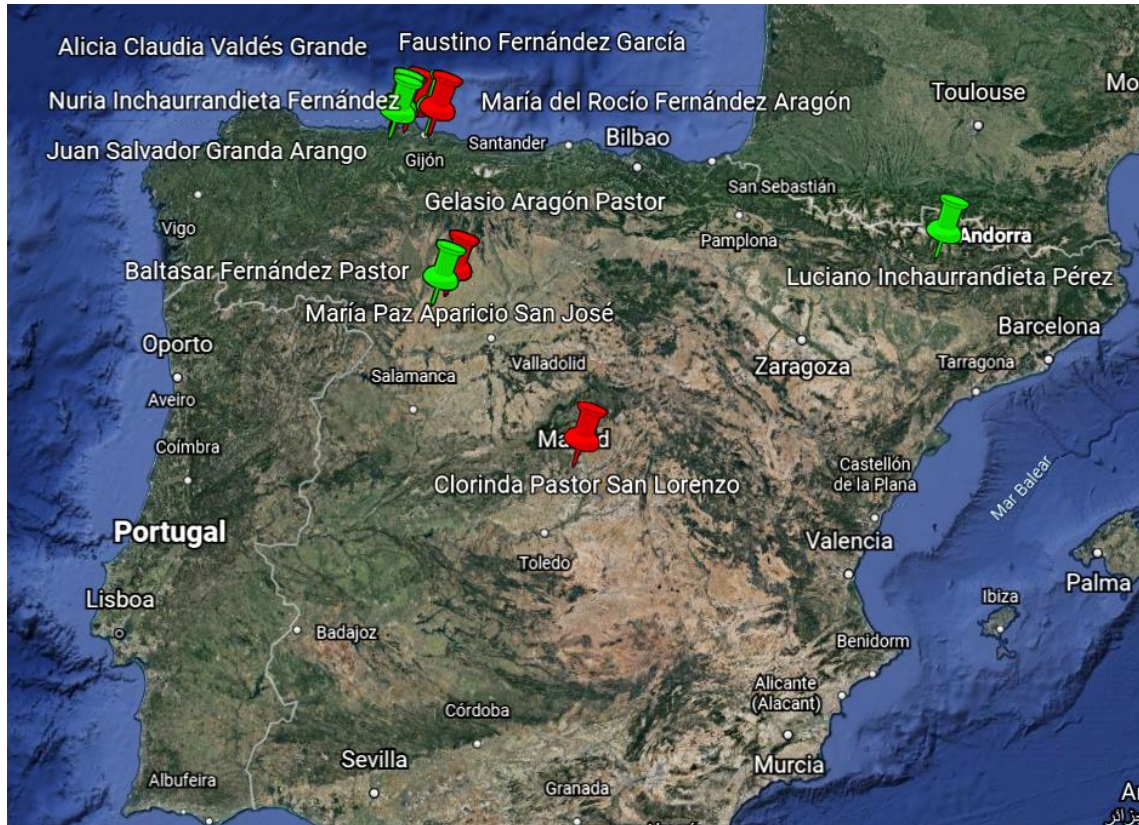 Alicia Claudia Valdés Grande
Faustino Fernández García
Nuria Inchaurrandieta Fernández
María del Rocío Fernández Aragón
Toulouse
Juan Salvador Granda Arango
Gijón
Santander
Bilbao
San Sebastián
Gelasio Aragón Pastor
Vigo
Pamplona
Andorra
Baltasar Fernández Pastor
Luciano Inchaurrandieta Pérez
María Paz Aparicio San José
Barcelona
Oporto
Valladolid
Zaragoza
Tarragona
Salamanca
Aveiro
Coímbra
Castellón
de la Plana
Clorinda Pastor San Lorenzo
Mar Balear
Portugal
Valencia
Toledo
Palma
Lisboa
Ibiza
Badajoz
Benidorm
Alicante
(Alacant)
Córdoba
Sevilla
Murcia
Albufeira
Granada